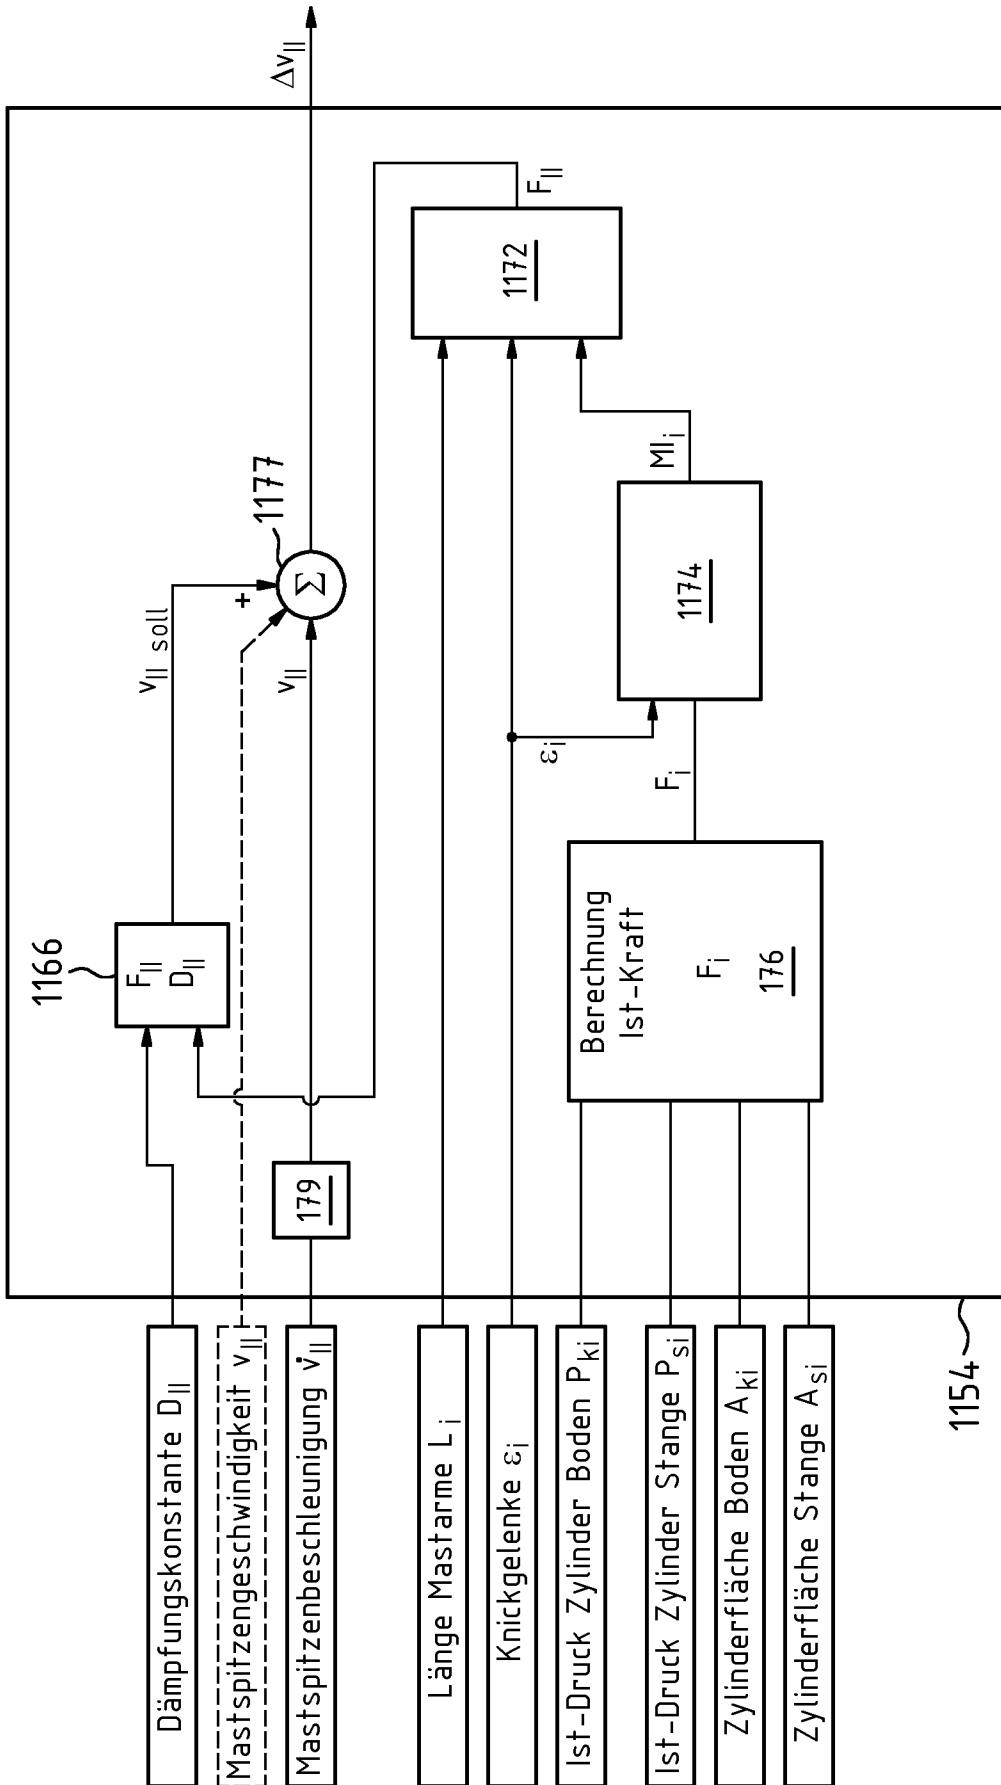 Dämpfungskonstante D||
Mastspitzengeschwindigkeit v||
Mastspitzenbeschleunigung v̇||
Länge Mastarme Li
Knickgelenke εi
Ist-Druck Zylinder Boden Pki
Ist-Druck Zylinder Stange Psi
Zylinderfläche Boden Aki
Zylinderfläche Stange Asi
1154
179
1166
F||
D||
v|| soll
+
v||
Σ
1177
Δv||
Berechnung
Ist-Kraft
Fi
176
Fi
εi
1174
MIi
1172
F||